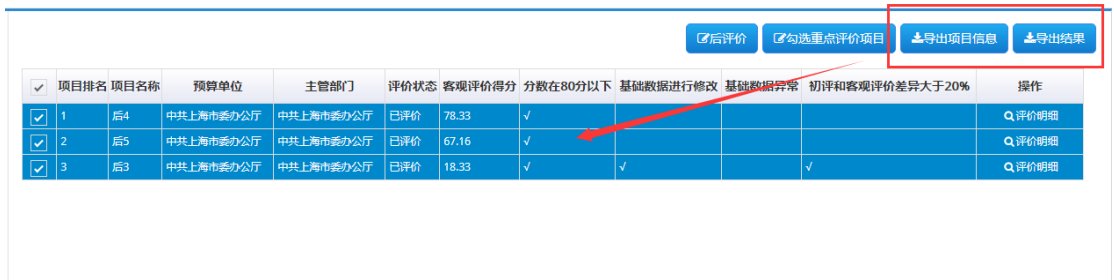 后评价 勾选重点评价项目 导出项目信息 导出结果
项目排名 项目名称 预算单位 主管部门 评价状态 客观评价得分 分数在80分以下 基础数据进行修改 基础数据异常 初评和客观评价差异大于20% 操作
1 后4 中共上海市委办公厅 中共上海市委办公厅 已评价 78.33 √ 评价明细
2 后5 中共上海市委办公厅 中共上海市委办公厅 已评价 67.16 √ 评价明细
3 后3 中共上海市委办公厅 中共上海市委办公厅 已评价 18.33 √ √ √ 评价明细